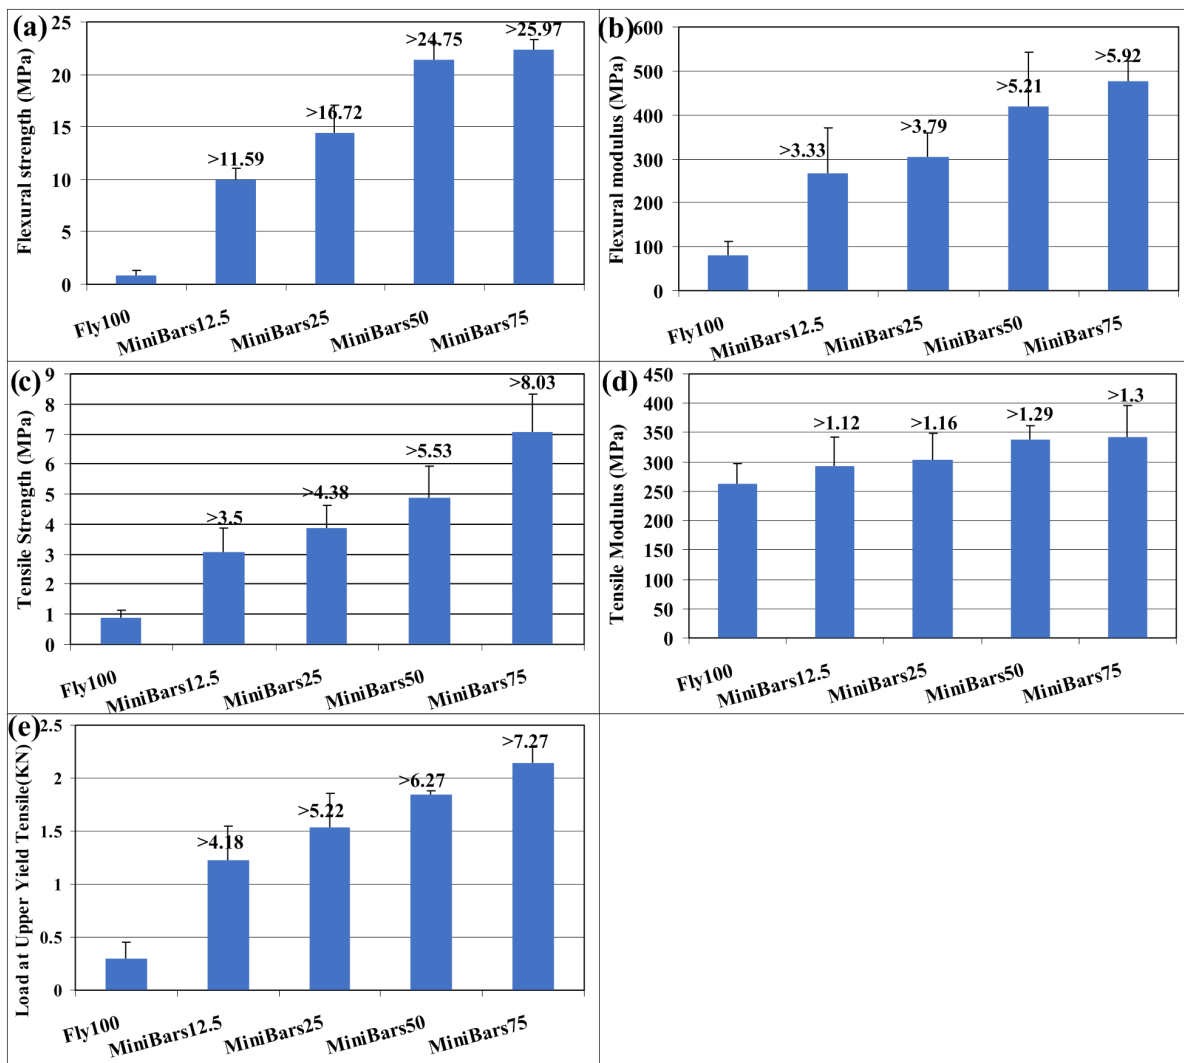 (a)
Flexural strength (MPa)
25
20
15
10
5
0
>11.59
>16.72
>24.75
>25.97
Fly100
MiniBars12.5
MiniBars25
MiniBars50
MiniBars75
(b)
Flexural modulus (MPa)
600
500
400
300
200
100
0
>3.33
>3.79
>5.21
>5.92
Fly100
MiniBars12.5
MiniBars25
MiniBars50
MiniBars75
(c)
Tensile Strength (MPa)
9
8
7
6
5
4
3
2
1
0
>3.5
>4.38
>5.53
>8.03
Fly100
MiniBars12.5
MiniBars25
MiniBars50
MiniBars75
(d)
Tensile Modulus (MPa)
450
400
350
300
250
200
150
100
50
0
>1.12
>1.16
>1.29
>1.3
Fly100
MiniBars12.5
MiniBars25
MiniBars50
MiniBars75
(e)
Load at Upper Yield Tensile(KN)
2.5
2
1.5
1
0.5
0
>4.18
>5.22
>6.27
>7.27
Fly100
MiniBars12.5
MiniBars25
MiniBars50
MiniBars75